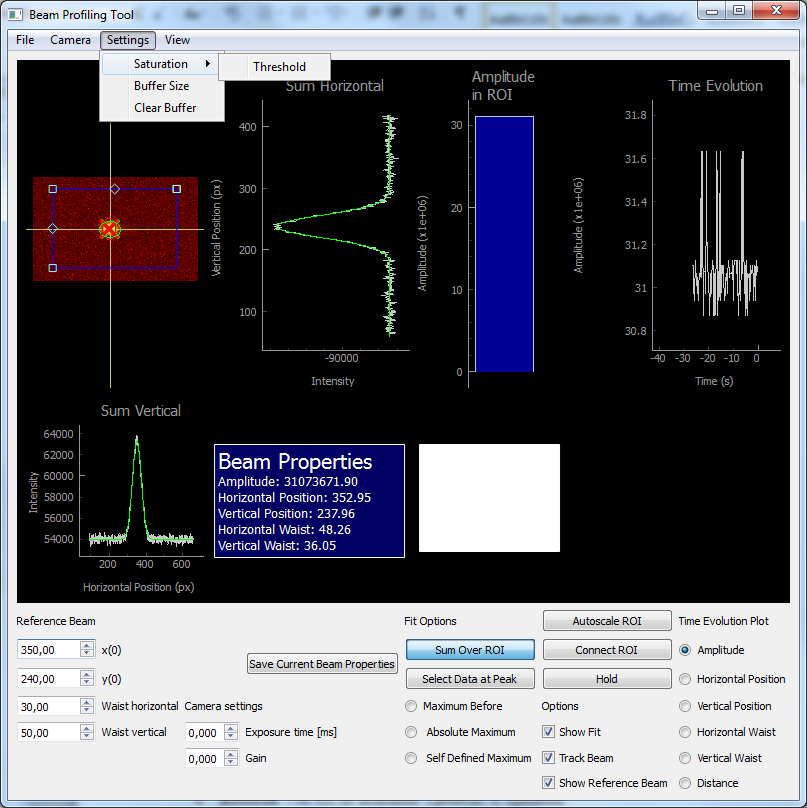 Beam Profiling Tool
File Camera Settings View
Saturation
Threshold
Buffer Size
Clear Buffer
Sum Horizontal
400
300
200
100
Vertical Position (px)
-90000
Intensity
Amplitude
in ROI
30
20
10
0
Amplitude (x1e+06)
Time Evolution
31.8
31.6
31.4
31.2
31
30.8
Amplitude (x1e+06)
-40 -30 -20 -10 0
Time (s)
Sum Vertical
64000
62000
60000
58000
56000
54000
Intensity
200 400 600
Horizontal Position (px)
Beam Properties
Amplitude: 31073671.90
Horizontal Position: 352.95
Vertical Position: 237.96
Horizontal Waist: 48.26
Vertical Waist: 36.05
Reference Beam
350,00 x(0)
240,00 y(0)
30,00 Waist horizontal
50,00 Waist vertical
Save Current Beam Properties
Camera settings
0,000 Exposure time [ms]
0,000 Gain
Fit Options
Sum Over ROI
Select Data at Peak
Maximum Before
Absolute Maximum
Self Defined Maximum
Autoscale ROI
Connect ROI
Hold
Options
Show Fit
Track Beam
Show Reference Beam
Time Evolution Plot
Amplitude
Horizontal Position
Vertical Position
Horizontal Waist
Vertical Waist
Distance